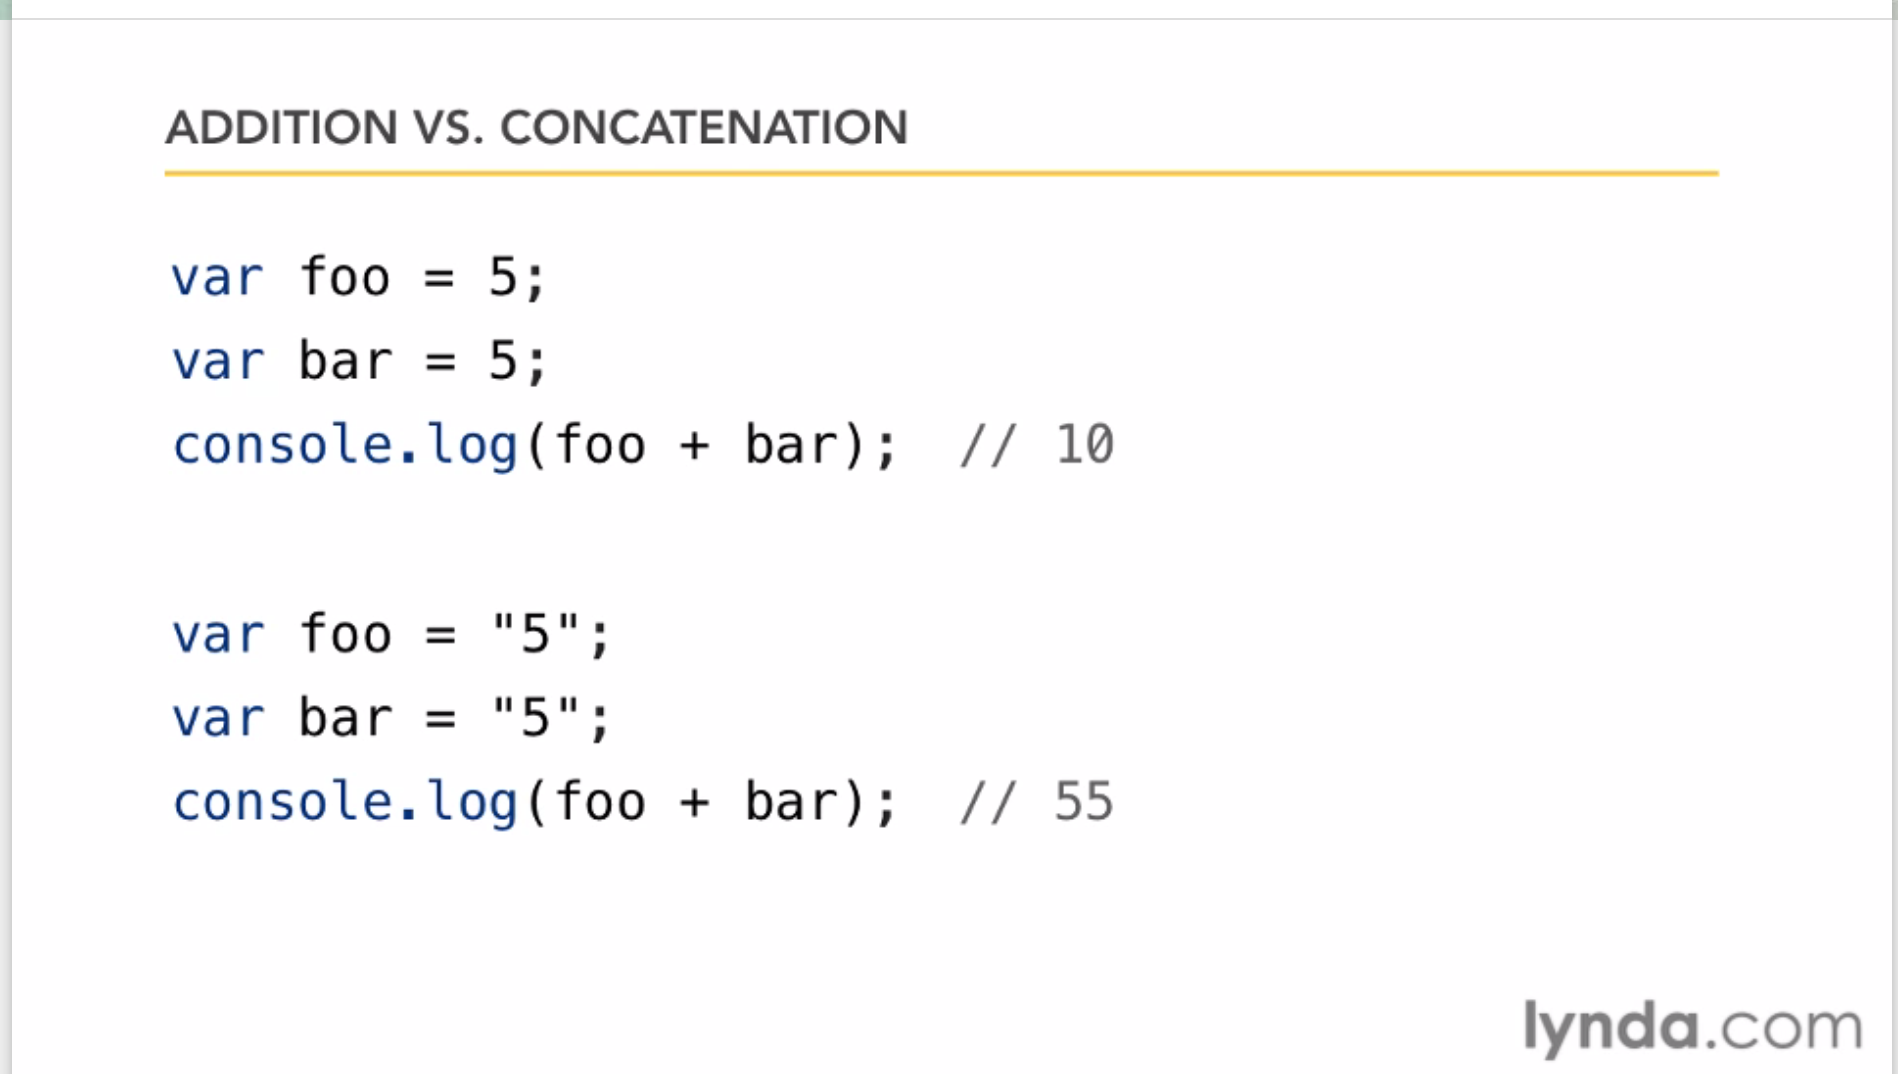 ADDITION VS. CONCATENATION
var foo = 5;
var bar = 5;
console.log(foo + bar);  // 10
var foo = "5";
var bar = "5";
console.log(foo + bar);  // 55
lynda.com